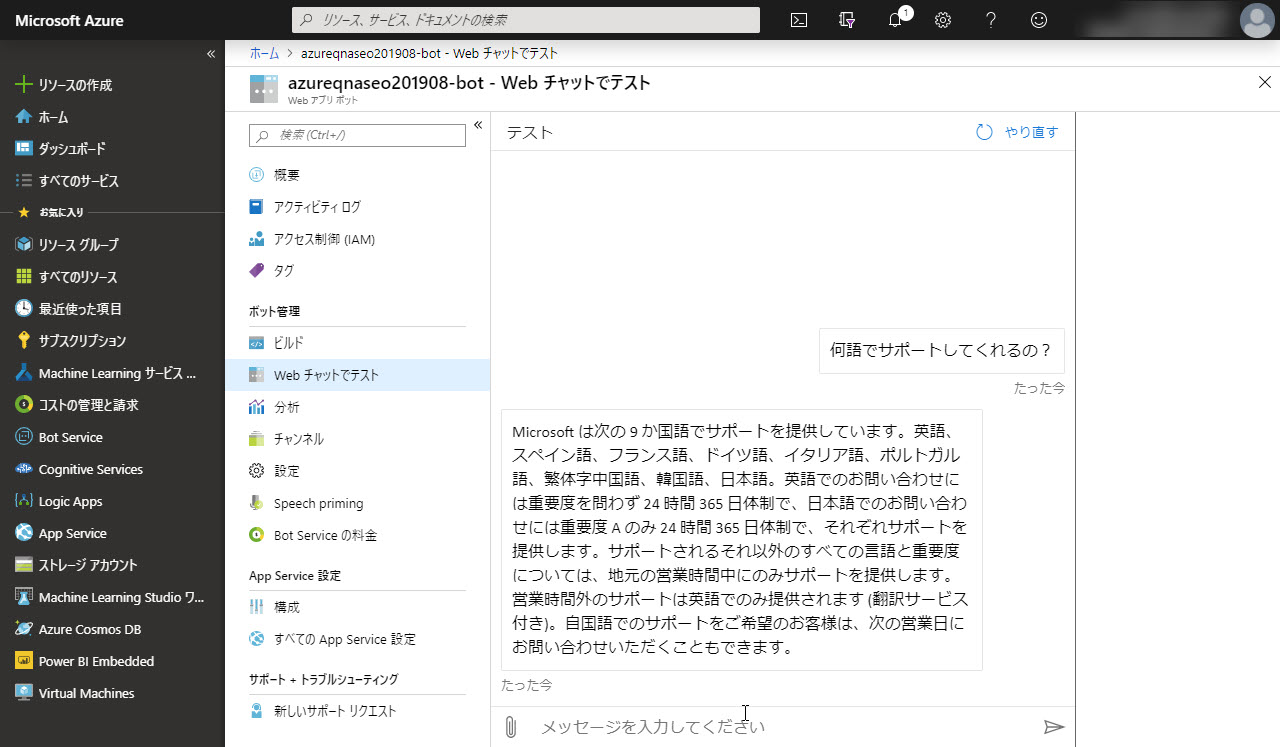 Microsoft Azure
リソース、サービス、ドキュメントの検索
1
«
リソースの作成
ホーム
ダッシュボード
すべてのサービス
お気に入り
リソース グループ
すべてのリソース
最近使った項目
サブスクリプション
Machine Learning サービス ...
コストの管理と請求
Bot Service
Cognitive Services
Logic Apps
App Service
ストレージ アカウント
Machine Learning Studio ワ...
Azure Cosmos DB
Power BI Embedded
Virtual Machines
ホーム > azureqnaseo201908-bot - Web チャットでテスト
azureqnaseo201908-bot - Web チャットでテスト
Web アプリ ボット
検索 (Ctrl+/)
«
概要
アクティビティ ログ
アクセス制御 (IAM)
タグ
ボット管理
ビルド
Web チャットでテスト
分析
チャンネル
設定
Speech priming
Bot Service の料金
App Service 設定
構成
すべての App Service 設定
サポート + トラブルシューティング
新しいサポート リクエスト
テスト
やり直す
何語でサポートしてくれるの？
たった今
Microsoft は次の 9 か国語でサポートを提供しています。英語、
スペイン語、フランス語、ドイツ語、イタリア語、ポルトガル
語、繁体字中国語、韓国語、日本語。英語でのお問い合わせに
は重要度を問わず 24 時間 365 日体制で、日本語でのお問い合わ
せには重要度 A のみ 24 時間 365 日体制で、それぞれサポートを
提供します。サポートされるそれ以外のすべての言語と重要度
については、地元の営業時間中にのみサポートを提供します。
営業時間外のサポートは英語でのみ提供されます (翻訳サービス
付き)。自国語でのサポートをご希望のお客様は、次の営業日に
お問い合わせいただくこともできます。
たった今
メッセージを入力してください